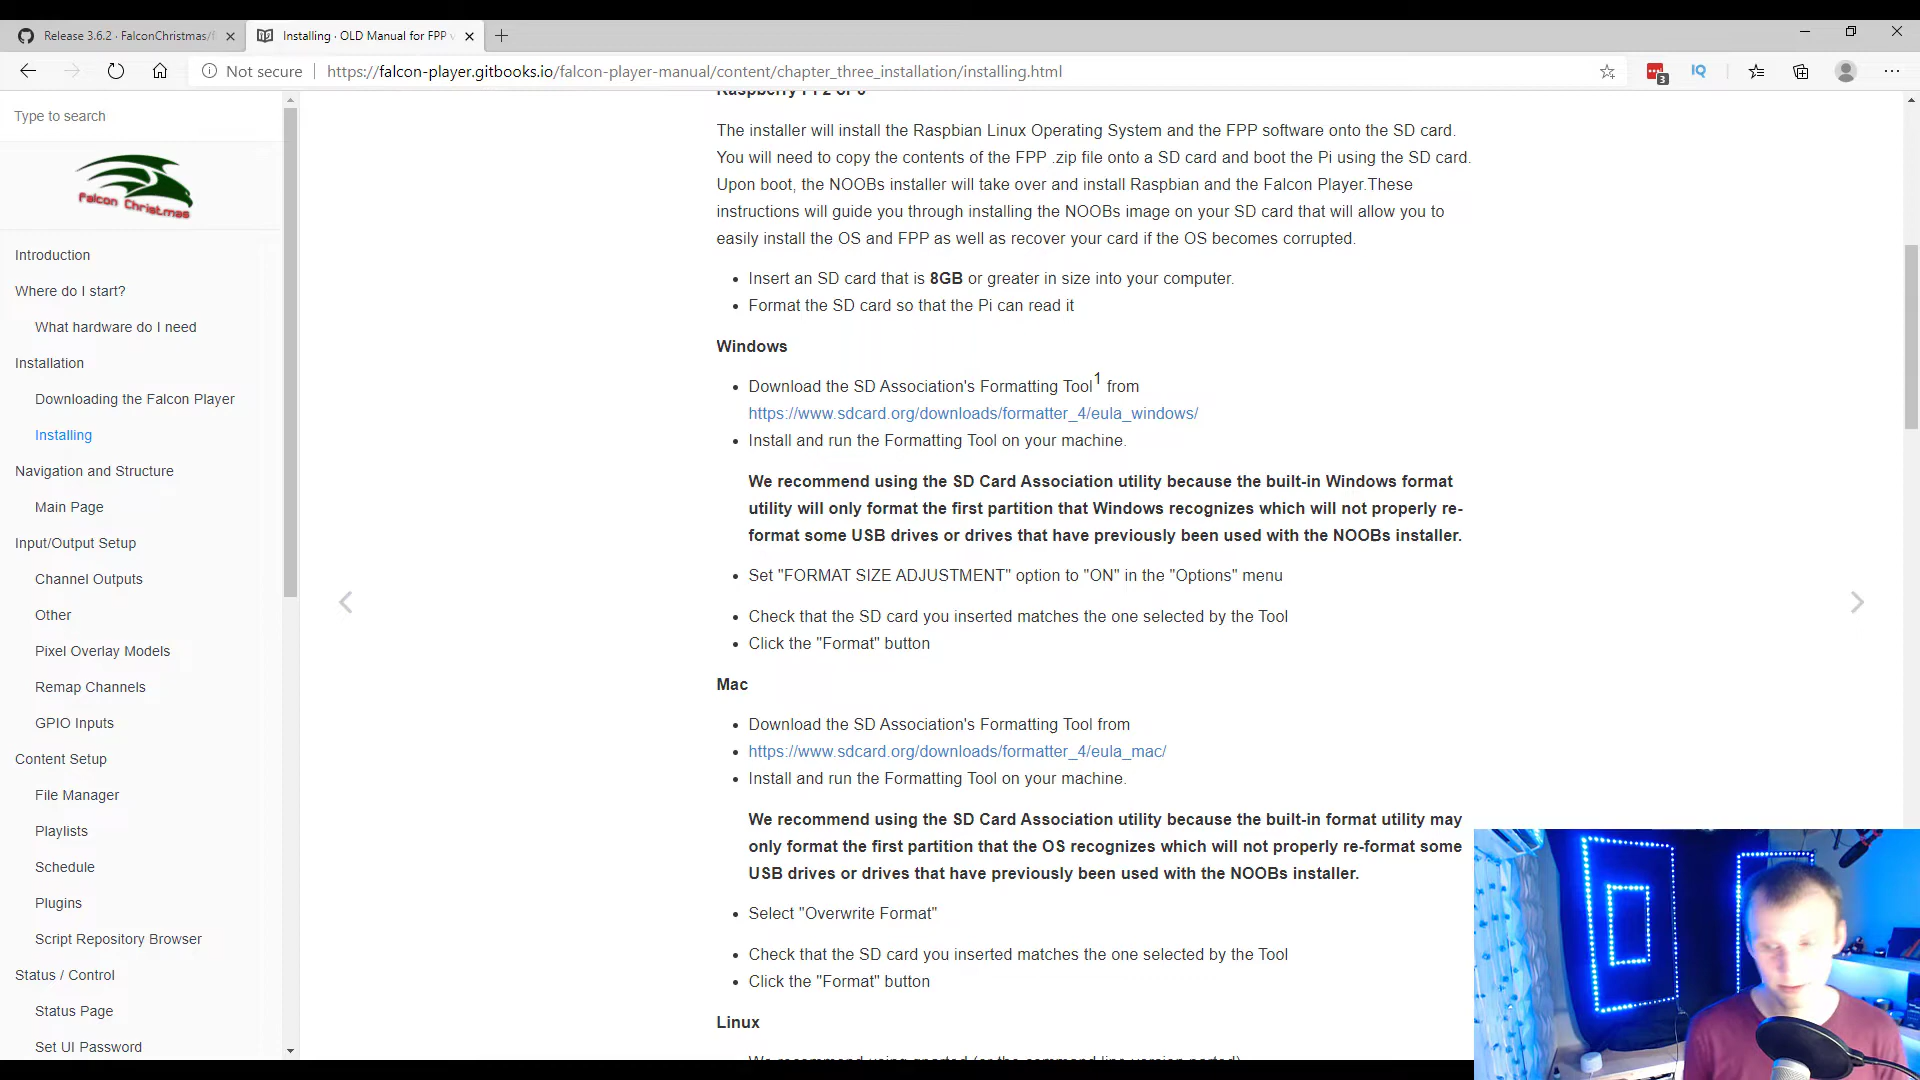 Release 3.6.2 · FalconChristmas/f
Installing · OLD Manual for FPP v
Not secure
https://falcon-player.gitbooks.io/falcon-player-manual/content/chapter_three_installation/installing.html
3
IQ
Type to search
Falcon Christmas
Introduction
Where do I start?
What hardware do I need
Installation
Downloading the Falcon Player
Installing
Navigation and Structure
Main Page
Input/Output Setup
Channel Outputs
Other
Pixel Overlay Models
Remap Channels
GPIO Inputs
Content Setup
File Manager
Playlists
Schedule
Plugins
Script Repository Browser
Status / Control
Status Page
Set UI Password
The installer will install the Raspbian Linux Operating System and the FPP software onto the SD card.
You will need to copy the contents of the FPP .zip file onto a SD card and boot the Pi using the SD card.
Upon boot, the NOOBs installer will take over and install Raspbian and the Falcon Player.These
instructions will guide you through installing the NOOBs image on your SD card that will allow you to
easily install the OS and FPP as well as recover your card if the OS becomes corrupted.
• Insert an SD card that is 8GB or greater in size into your computer.
• Format the SD card so that the Pi can read it
Windows
• Download the SD Association's Formatting Tool1 from
https://www.sdcard.org/downloads/formatter_4/eula_windows/
• Install and run the Formatting Tool on your machine.
We recommend using the SD Card Association utility because the built-in Windows format
utility will only format the first partition that Windows recognizes which will not properly re-
format some USB drives or drives that have previously been used with the NOOBs installer.
• Set "FORMAT SIZE ADJUSTMENT" option to "ON" in the "Options" menu
• Check that the SD card you inserted matches the one selected by the Tool
• Click the "Format" button
Mac
• Download the SD Association's Formatting Tool from
• https://www.sdcard.org/downloads/formatter_4/eula_mac/
• Install and run the Formatting Tool on your machine.
We recommend using the SD Card Association utility because the built-in format utility may
only format the first partition that the OS recognizes which will not properly re-format some
USB drives or drives that have previously been used with the NOOBs installer.
• Select "Overwrite Format"
• Check that the SD card you inserted matches the one selected by the Tool
• Click the "Format" button
Linux